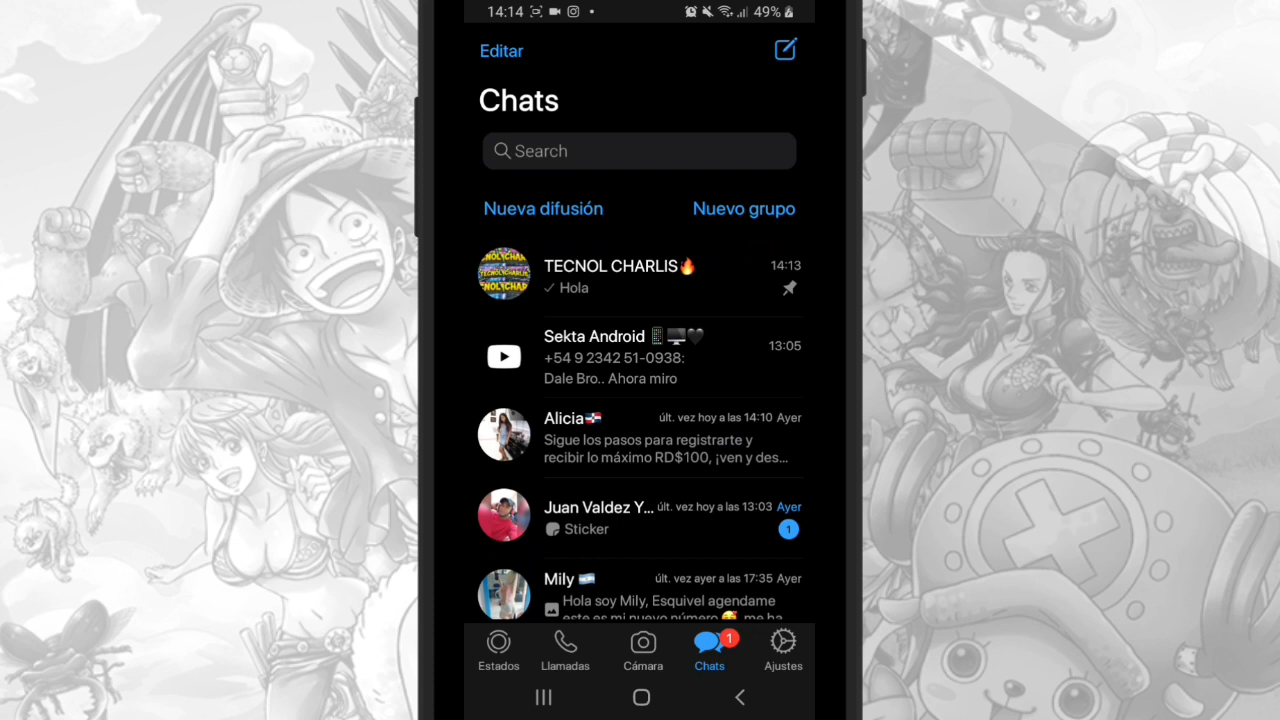 14:14
49%
Editar
Chats
Search
Nueva difusión
Nuevo grupo
TECNOL CHARLIS🔥 14:13
Hola
Sekta Android 📱🖥️🖤 13:05
+54 9 2342 51-0938:
Dale Bro.. Ahora miro
Alicia🇩🇴 últ. vez hoy a las 14:10 Ayer
Sigue los pasos para registrarte y
recibir lo máximo RD$100, ¡ven y des...
Juan Valdez Y... últ. vez hoy a las 13:03 Ayer
Sticker 1
Mily 🇦🇷 últ. vez ayer a las 17:35 Ayer
Hola soy Mily, Esquivel agendame
este es mi nuevo número 🥰, me ha
1
Estados
Llamadas
Cámara
Chats
Ajustes